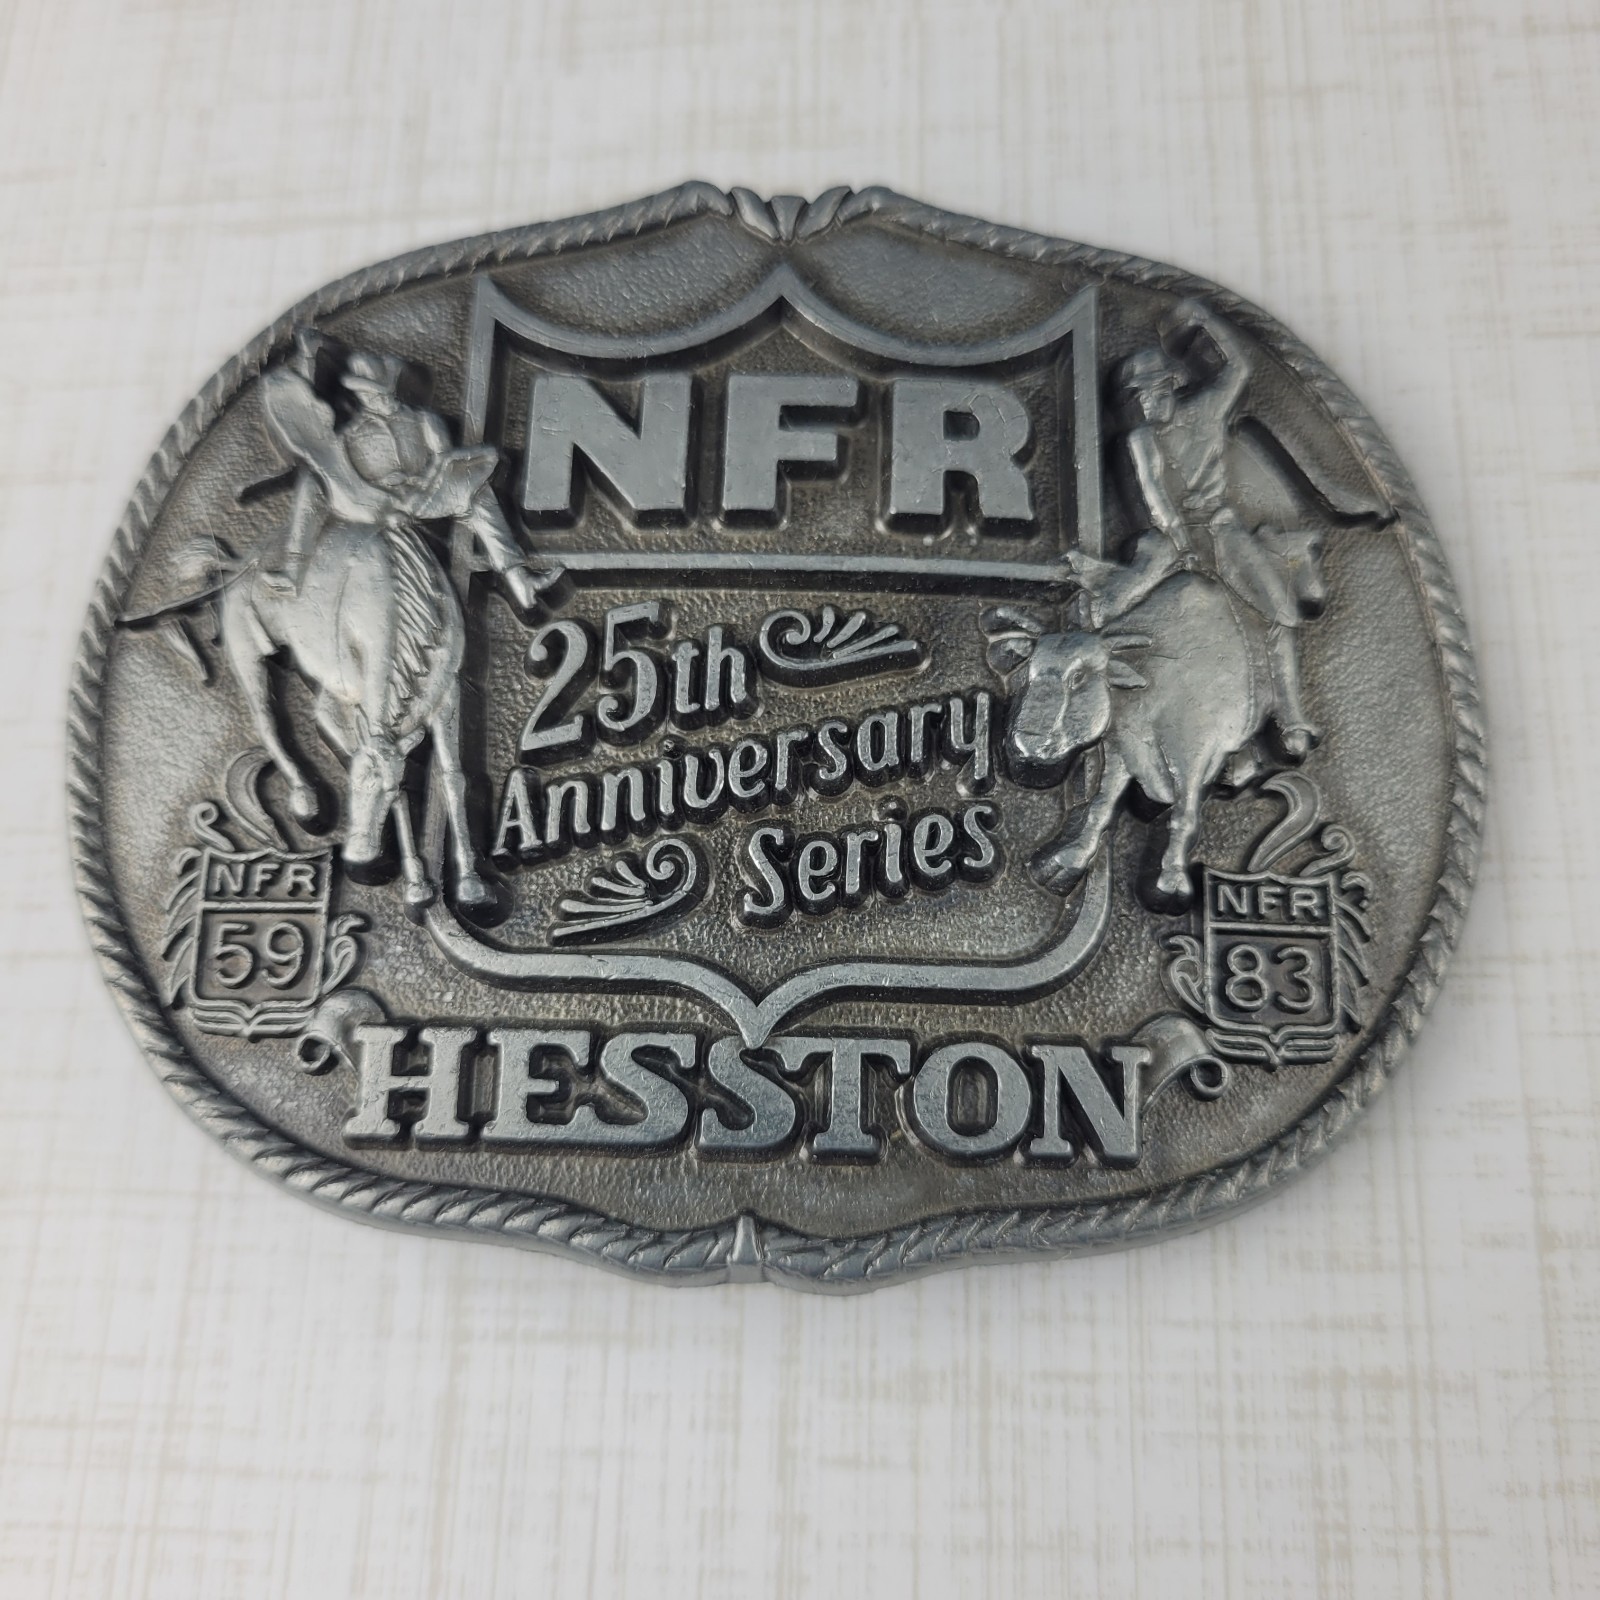 NFR
25th
Anniversary
Series
NFR
59
NFR
83
HESSTON